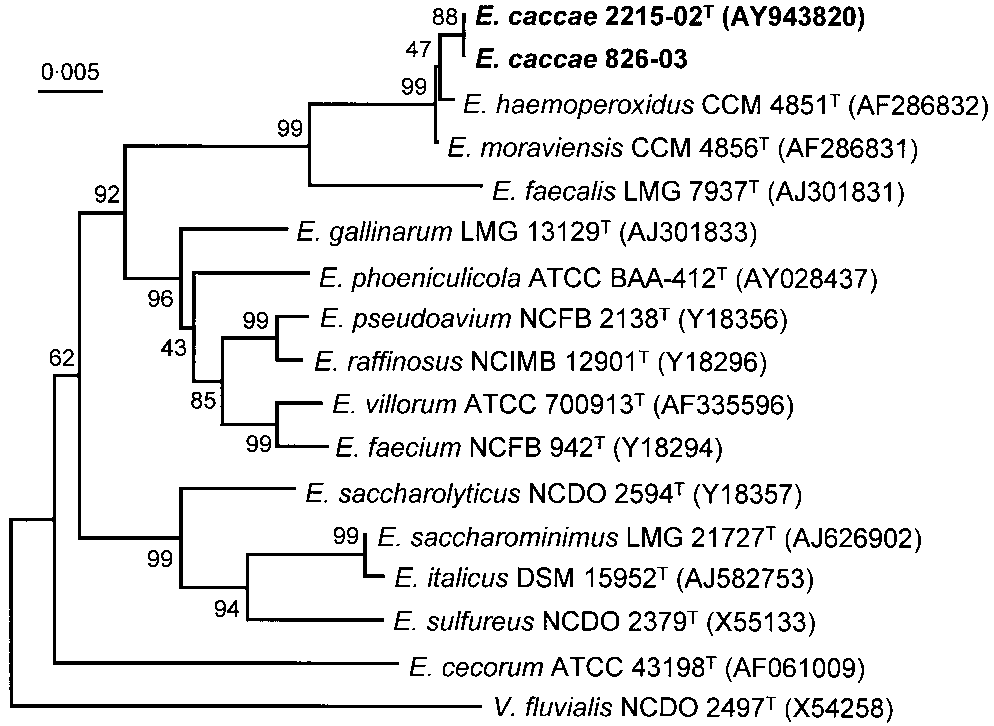 88 E. caccae 2215-02ᵀ (AY943820)
47
E. caccae 826-03
0·005
99 E. haemoperoxidus CCM 4851ᵀ (AF286832)
99
E. moraviensis CCM 4856ᵀ (AF286831)
92
E. faecalis LMG 7937ᵀ (AJ301831)
E. gallinarum LMG 13129ᵀ (AJ301833)
E. phoeniculicola ATCC BAA-412ᵀ (AY028437)
96
99 E. pseudoavium NCFB 2138ᵀ (Y18356)
43
62
E. raffinosus NCIMB 12901ᵀ (Y18296)
85
E. villorum ATCC 700913ᵀ (AF335596)
99 E. faecium NCFB 942ᵀ (Y18294)
E. saccharolyticus NCDO 2594ᵀ (Y18357)
99 E. saccharominimus LMG 21727ᵀ (AJ626902)
99
E. italicus DSM 15952ᵀ (AJ582753)
94
E. sulfureus NCDO 2379ᵀ (X55133)
E. cecorum ATCC 43198ᵀ (AF061009)
V. fluvialis NCDO 2497ᵀ (X54258)